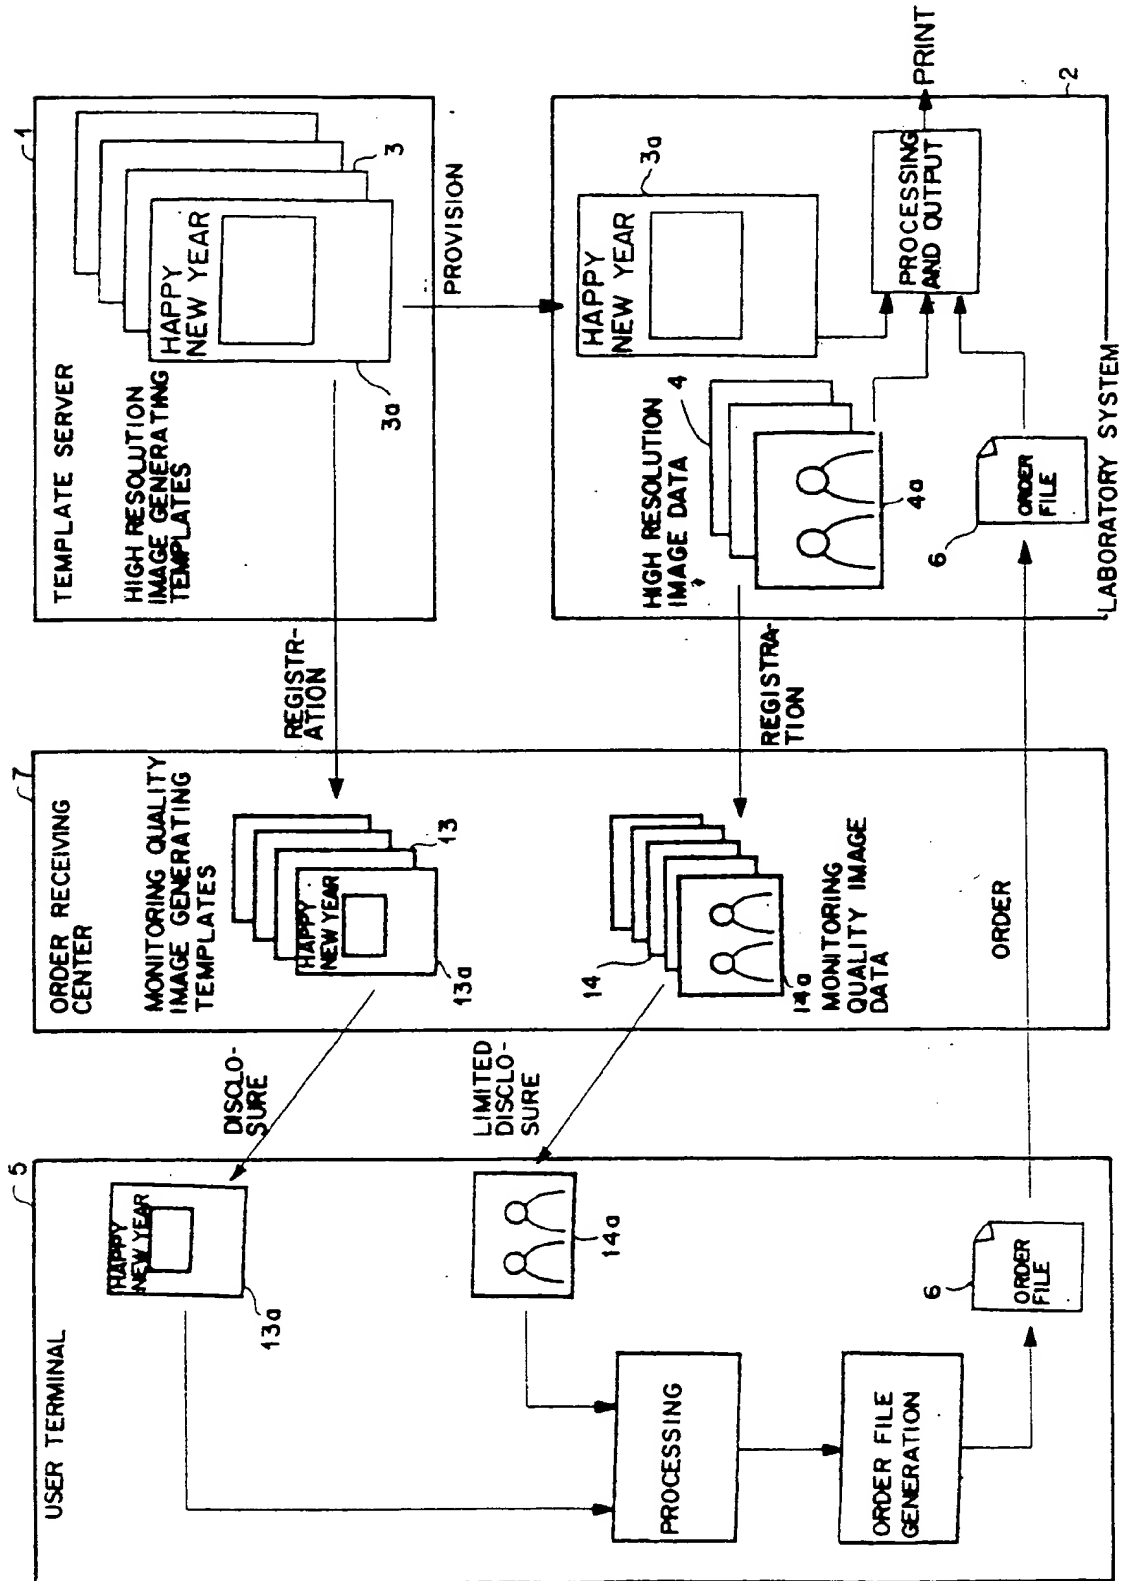 5
USER TERMINAL
HAPPY
NEW YEAR
13a
14a
PROCESSING
ORDER FILE
GENERATION
6
ORDER
FILE
DISCLO-
SURE
LIMITED
DISCLO-
SURE
7
ORDER RECEIVING
CENTER
MONITORING QUALITY
IMAGE GENERATING
TEMPLATES
HAPPY
NEW YEAR
13
13a
14
14a
MONITORING
QUALITY IMAGE
DATA
ORDER
REGISTR-
ATION
REGISTRA-
TION
1
TEMPLATE SERVER
HIGH RESOLUTION
IMAGE GENERATING
TEMPLATES
HAPPY
NEW YEAR
3
3a
PROVISION
HIGH RESOLUTION
IMAGE DATA
4
4a
HAPPY
NEW YEAR
3a
PROCESSING
AND OUTPUT
PRINT
2
6
ORDER
FILE
LABORATORY SYSTEM